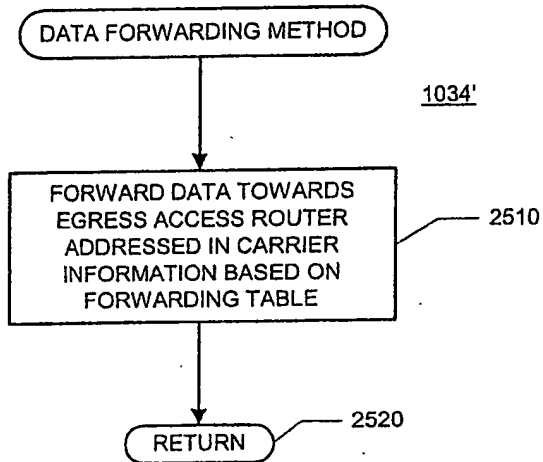 DATA FORWARDING METHOD
1034'
FORWARD DATA TOWARDS
EGRESS ACCESS ROUTER
ADDRESSED IN CARRIER
INFORMATION BASED ON
FORWARDING TABLE
2510
RETURN
2520